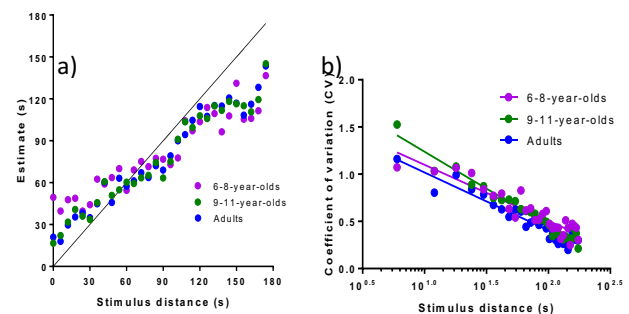 a)
Estimate (s)
180
150
120
90
60
30
0
0 30 60 90 120 150 180
Stimulus distance (s)
6-8-year-olds
9-11-year-olds
Adults
b)
Coefficient of variation (CV)
2.0
1.5
1.0
0.5
0.0
10^0.5 10^1.0 10^1.5 10^2.0 10^2.5
Stimulus distance (s)
6-8-year-olds
9-11-year-olds
Adults